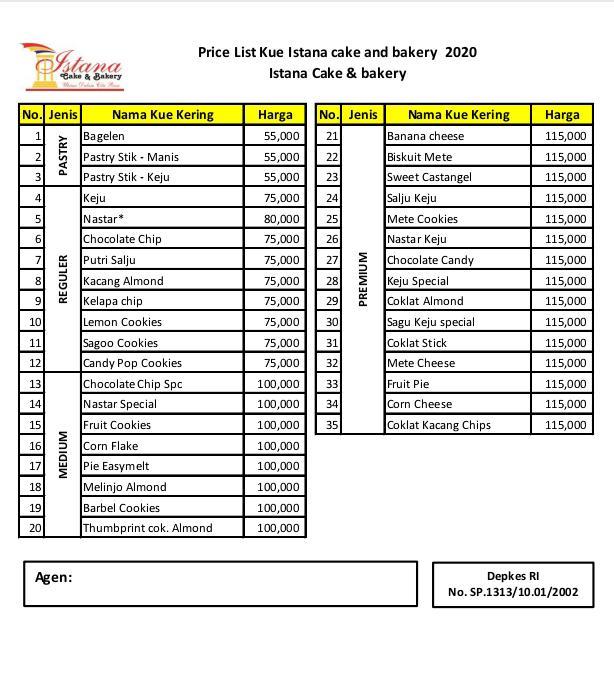 Istana
Cake & Bakery
Price List Kue Istana cake and bakery 2020
Istana Cake & bakery
No. Jenis Nama Kue Kering Harga
PASTRY
1 Bagelen 55,000
2 Pastry Stik - Manis 55,000
3 Pastry Stik - Keju 55,000
REGULER
4 Keju 75,000
5 Nastar* 80,000
6 Chocolate Chip 75,000
7 Putri Salju 75,000
8 Kacang Almond 75,000
9 Kelapa chip 75,000
10 Lemon Cookies 75,000
11 Sagoo Cookies 75,000
12 Candy Pop Cookies 75,000
MEDIUM
13 Chocolate Chip Spc 100,000
14 Nastar Special 100,000
15 Fruit Cookies 100,000
16 Corn Flake 100,000
17 Pie Easymelt 100,000
18 Melinjo Almond 100,000
19 Barbel Cookies 100,000
20 Thumbprint cok. Almond 100,000
No. Jenis Nama Kue Kering Harga
PREMIUM
21 Banana cheese 115,000
22 Biskuit Mete 115,000
23 Sweet Castangel 115,000
24 Salju Keju 115,000
25 Mete Cookies 115,000
26 Nastar Keju 115,000
27 Chocolate Candy 115,000
28 Keju Special 115,000
29 Coklat Almond 115,000
30 Sagu Keju special 115,000
31 Coklat Stick 115,000
32 Mete Cheese 115,000
33 Fruit Pie 115,000
34 Corn Cheese 115,000
35 Coklat Kacang Chips 115,000
Agen:
Depkes RI
No. SP.1313/10.01/2002